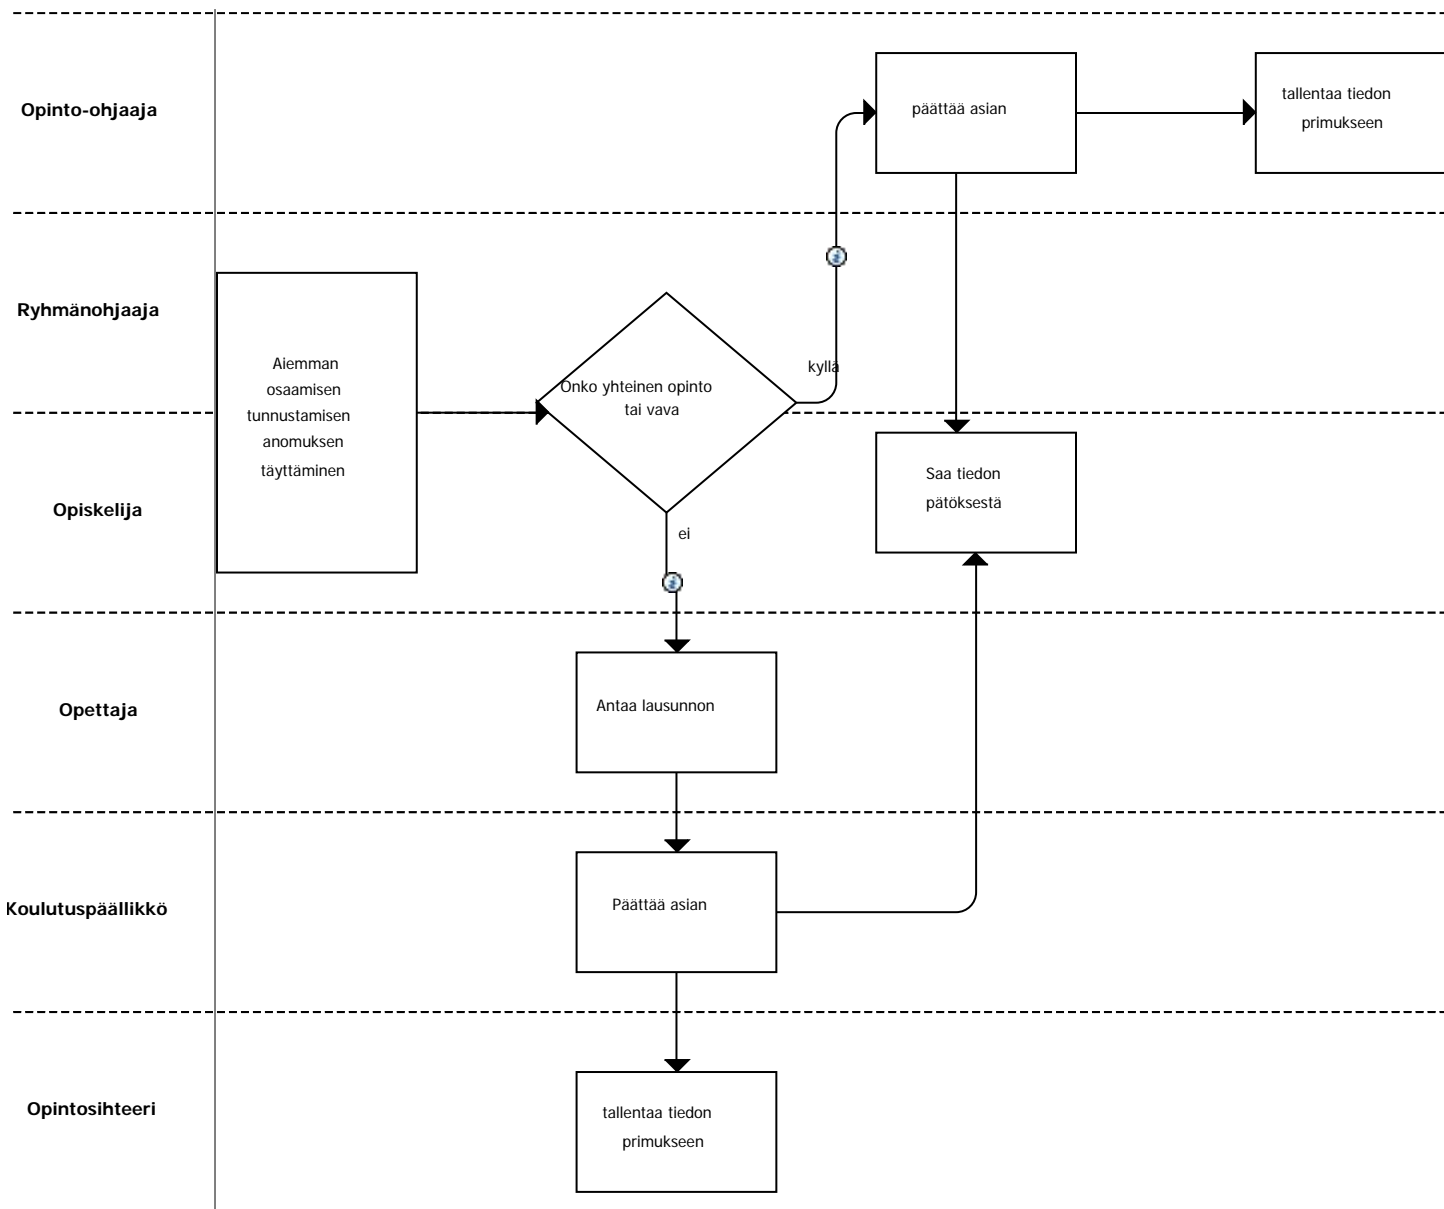 Opinto-ohjaaja
päättää asian
tallentaa tiedon
primukseen
Ryhmänohjaaja
Aiemman
osaamisen
tunnustamisen
anomuksen
täyttäminen
Onko yhteinen opinto
tai vava
kyllä
Opiskelija
Saa tiedon
pätöksestä
ei
Opettaja
Antaa lausunnon
Koulutuspäällikkö
Päättää asian
Opintosihteeri
tallentaa tiedon
primukseen